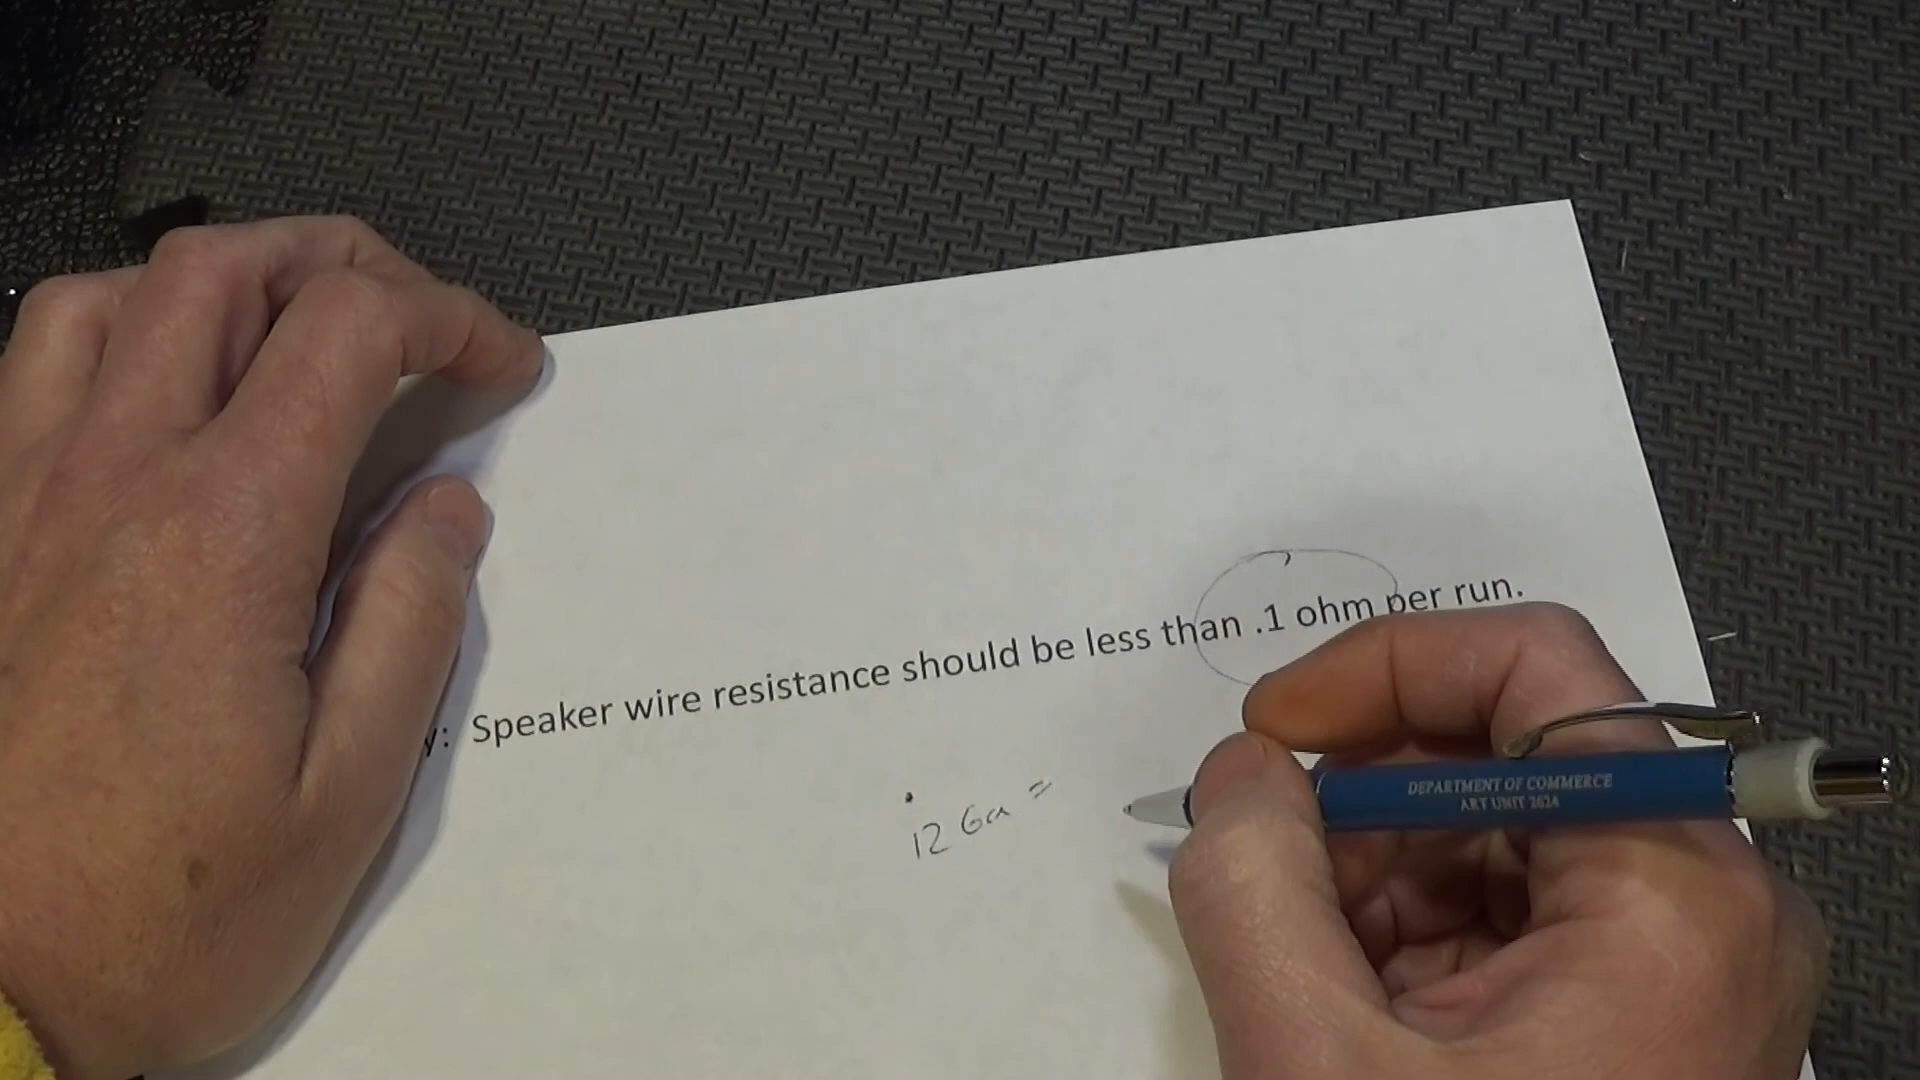 y: Speaker wire resistance should be less than .1 ohm per run.
12 Ga =
DEPARTMENT OF COMMERCE
ART UNIT 2624